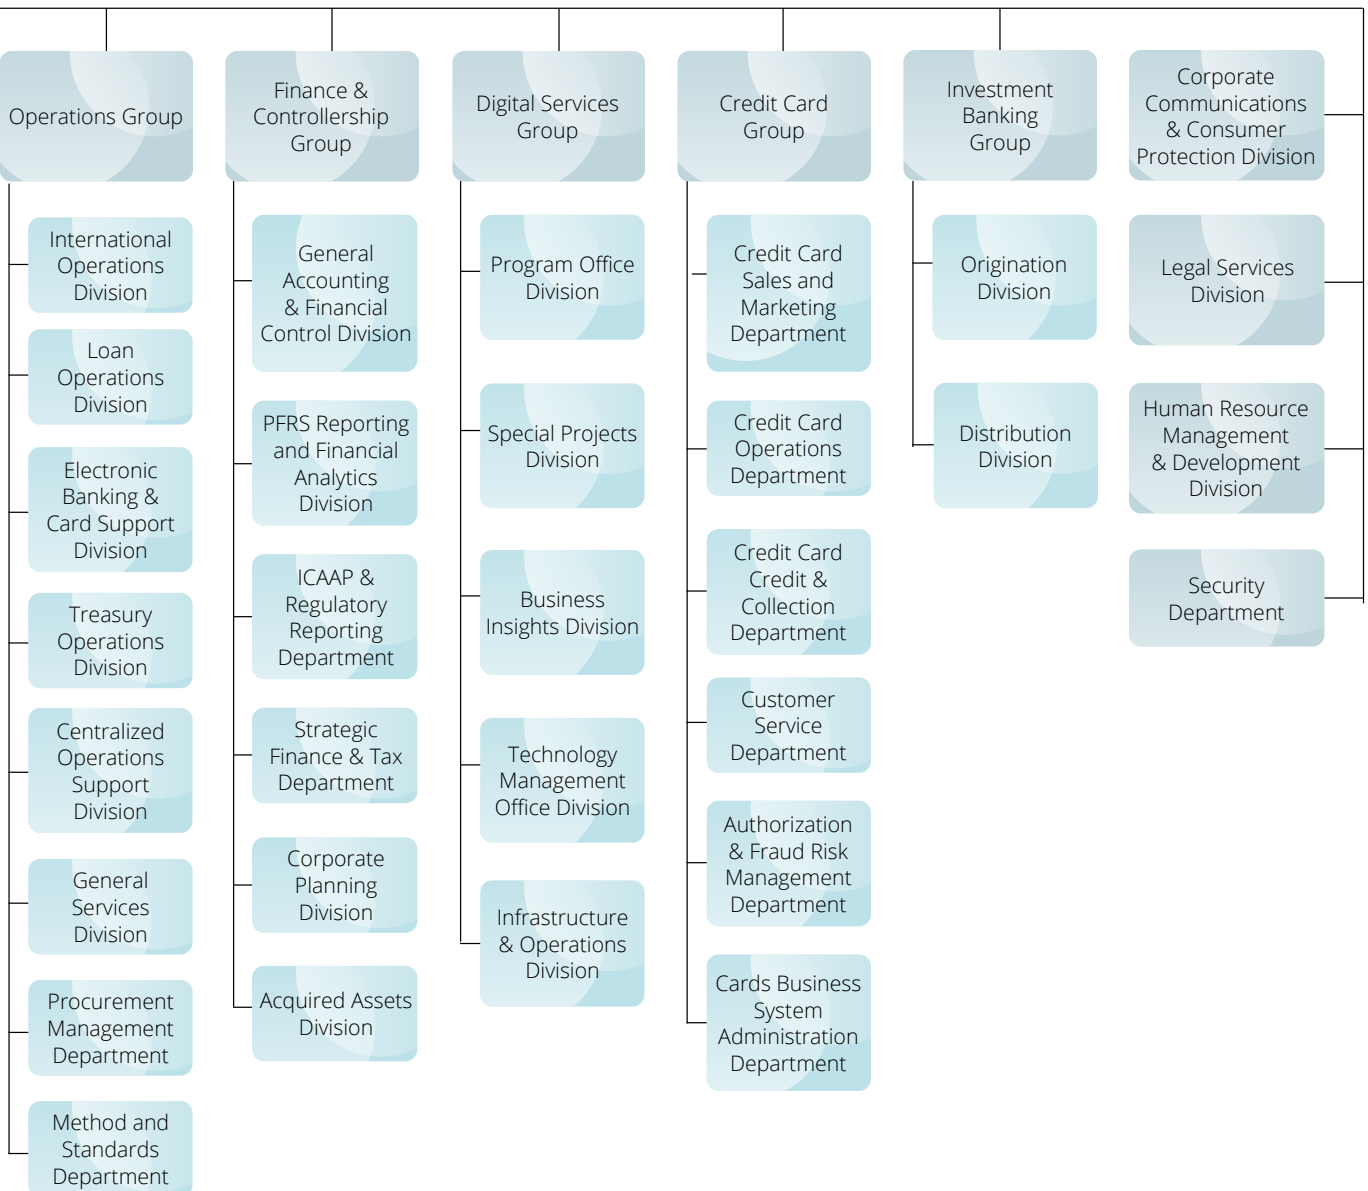 Operations Group
International
Operations
Division
Loan
Operations
Division
Electronic
Banking &
Card Support
Division
Treasury
Operations
Division
Centralized
Operations
Support
Division
General
Services
Division
Procurement
Management
Department
Method and
Standards
Department
Finance &
Controllership
Group
General
Accounting
& Financial
Control Division
PFRS Reporting
and Financial
Analytics
Division
ICAAP &
Regulatory
Reporting
Department
Strategic
Finance & Tax
Department
Corporate
Planning
Division
Acquired Assets
Division
Digital Services
Group
Program Office
Division
Special Projects
Division
Business
Insights Division
Technology
Management
Office Division
Infrastructure
& Operations
Division
Credit Card
Group
Credit Card
Sales and
Marketing
Department
Credit Card
Operations
Department
Credit Card
Credit &
Collection
Department
Customer
Service
Department
Authorization
& Fraud Risk
Management
Department
Cards Business
System
Administration
Department
Investment
Banking
Group
Origination
Division
Distribution
Division
Corporate
Communications
& Consumer
Protection Division
Legal Services
Division
Human Resource
Management
& Development
Division
Security
Department